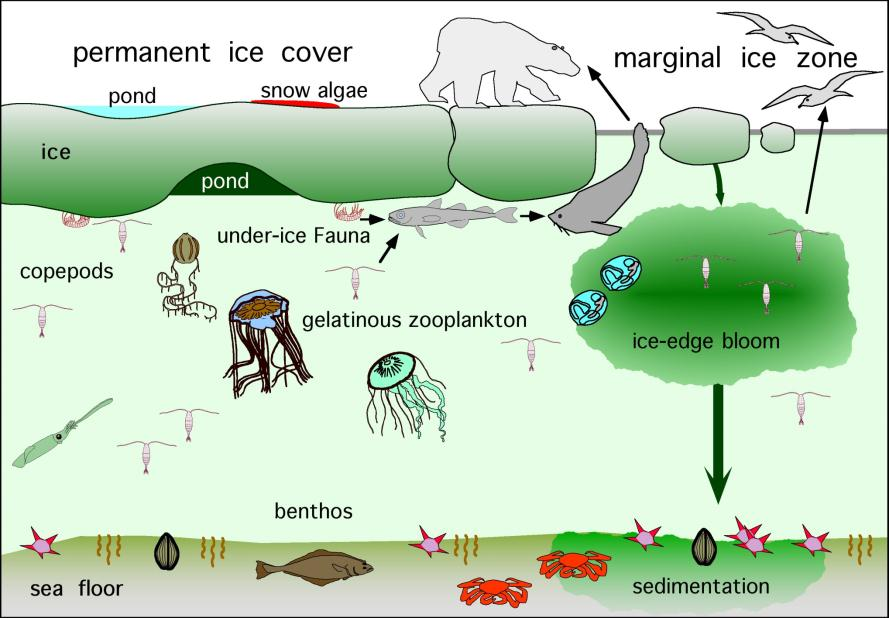 permanent ice cover
marginal ice zone
pond
snow algae
ice
pond
under-ice Fauna
copepods
gelatinous zooplankton
ice-edge bloom
benthos
sea floor
sedimentation